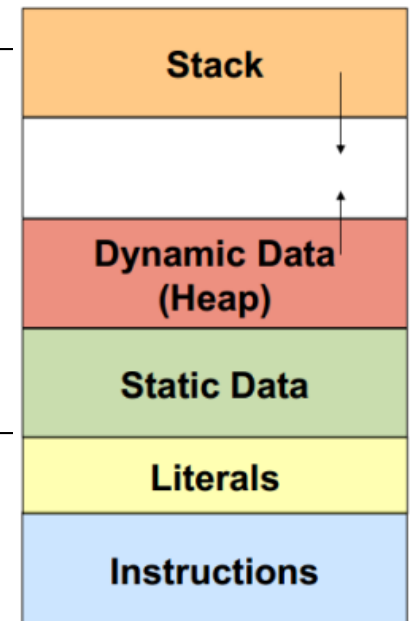 Stack
Dynamic Data
(Heap)
Static Data
Literals
Instructions